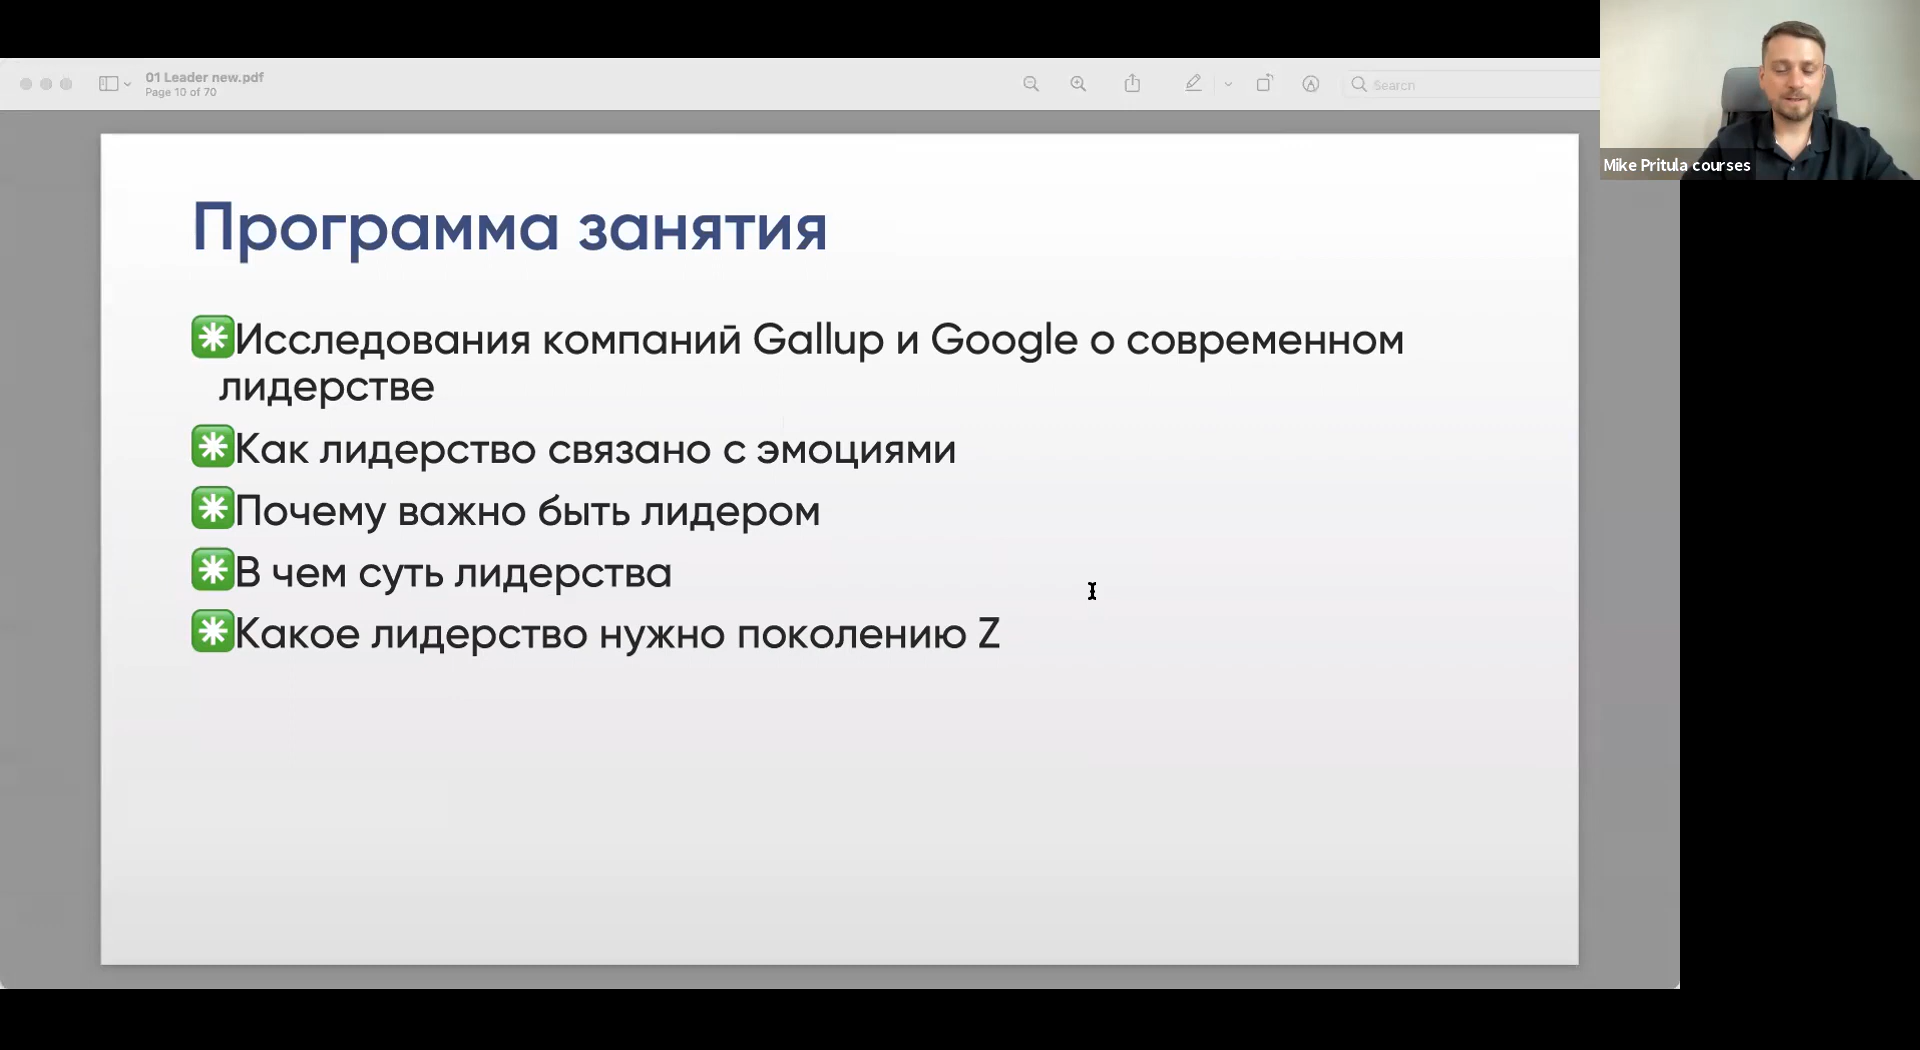 01 Leader new.pdf
Page 10 of 70
Search
Mike Pritula courses
Программа занятия
Исследования компаний Gallup и Google о современном
лидерстве
Как лидерство связано с эмоциями
Почему важно быть лидером
В чем суть лидерства
Какое лидерство нужно поколению Z